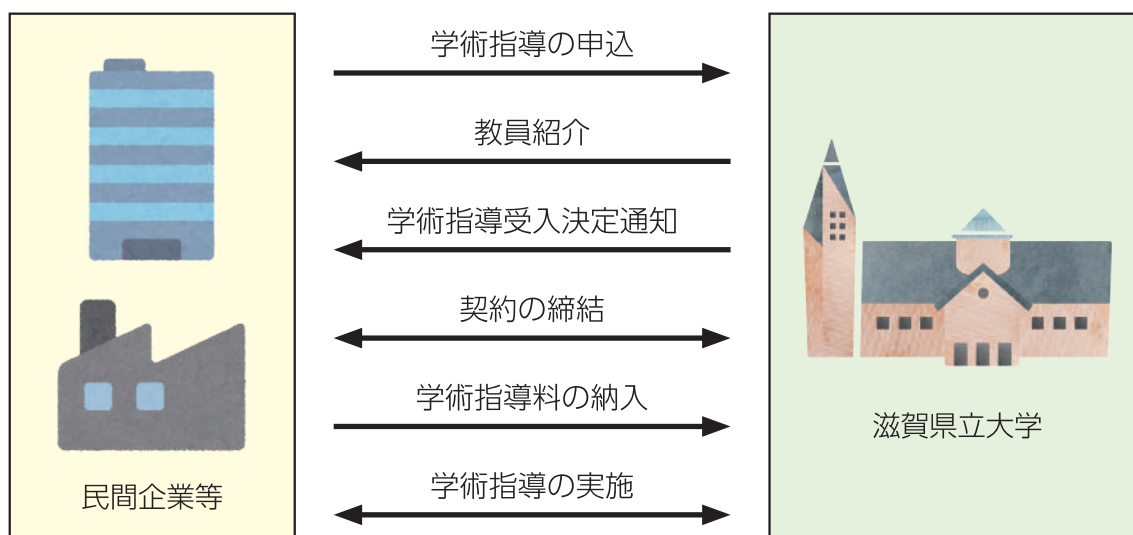 学術指導の申込
教員紹介
学術指導受入決定通知
契約の締結
学術指導料の納入
学術指導の実施
民間企業等
滋賀県立大学